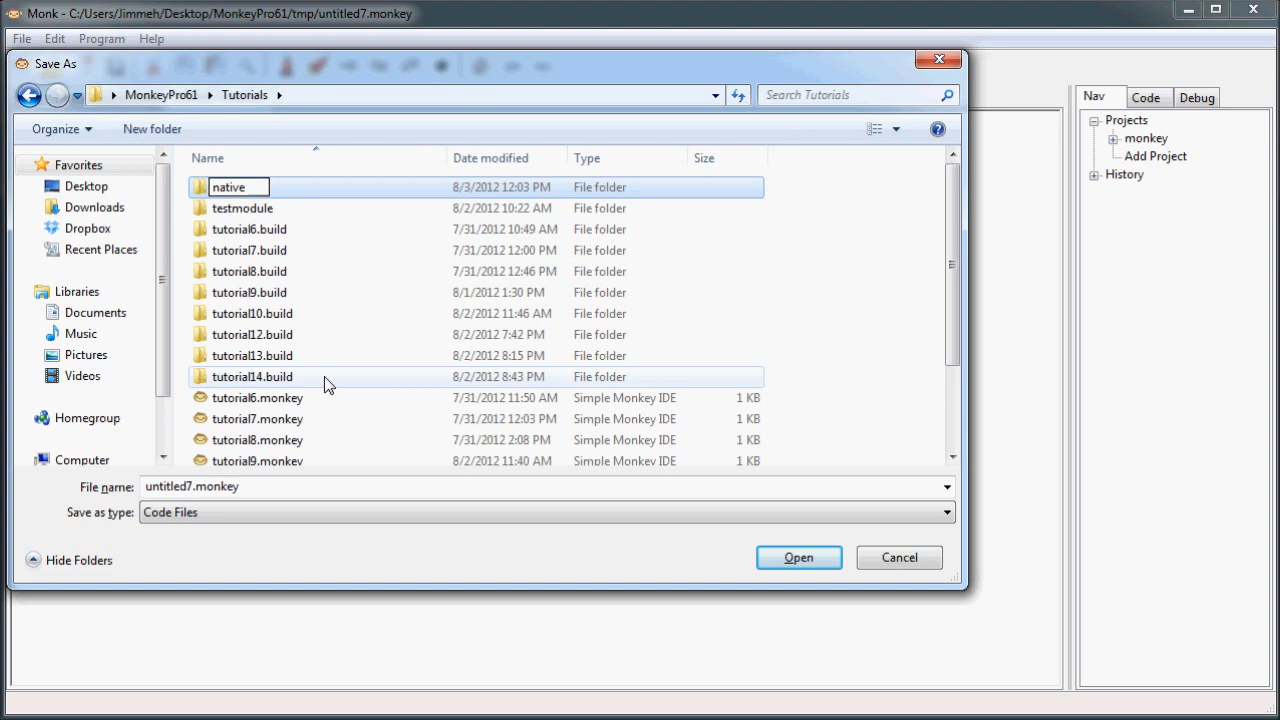 Monk - C:/Users/Jimmeh/Desktop/MonkeyPro61/tmp/untitled7.monkey
File Edit Program Help
Save As
MonkeyPro61 Tutorials Search Tutorials
Organize New folder
Name Date modified Type Size
native 8/3/2012 12:03 PM File folder
testmodule 8/2/2012 10:22 AM File folder
tutorial6.build 7/31/2012 10:49 AM File folder
tutorial7.build 7/31/2012 12:00 PM File folder
tutorial8.build 7/31/2012 12:46 PM File folder
tutorial9.build 8/1/2012 1:30 PM File folder
tutorial10.build 8/2/2012 11:46 AM File folder
tutorial12.build 8/2/2012 7:42 PM File folder
tutorial13.build 8/2/2012 8:15 PM File folder
tutorial14.build 8/2/2012 8:43 PM File folder
tutorial6.monkey 7/31/2012 11:50 AM Simple Monkey IDE 1 KB
tutorial7.monkey 7/31/2012 12:03 PM Simple Monkey IDE 1 KB
tutorial8.monkey 7/31/2012 2:08 PM Simple Monkey IDE 1 KB
tutorial9.monkey 8/2/2012 11:40 AM Simple Monkey IDE 1 KB
Favorites
Desktop
Downloads
Dropbox
Recent Places
Libraries
Documents
Music
Pictures
Videos
Homegroup
Computer
File name: untitled7.monkey
Save as type: Code Files
Hide Folders
Open Cancel
Nav Code Debug
Projects
monkey
Add Project
History